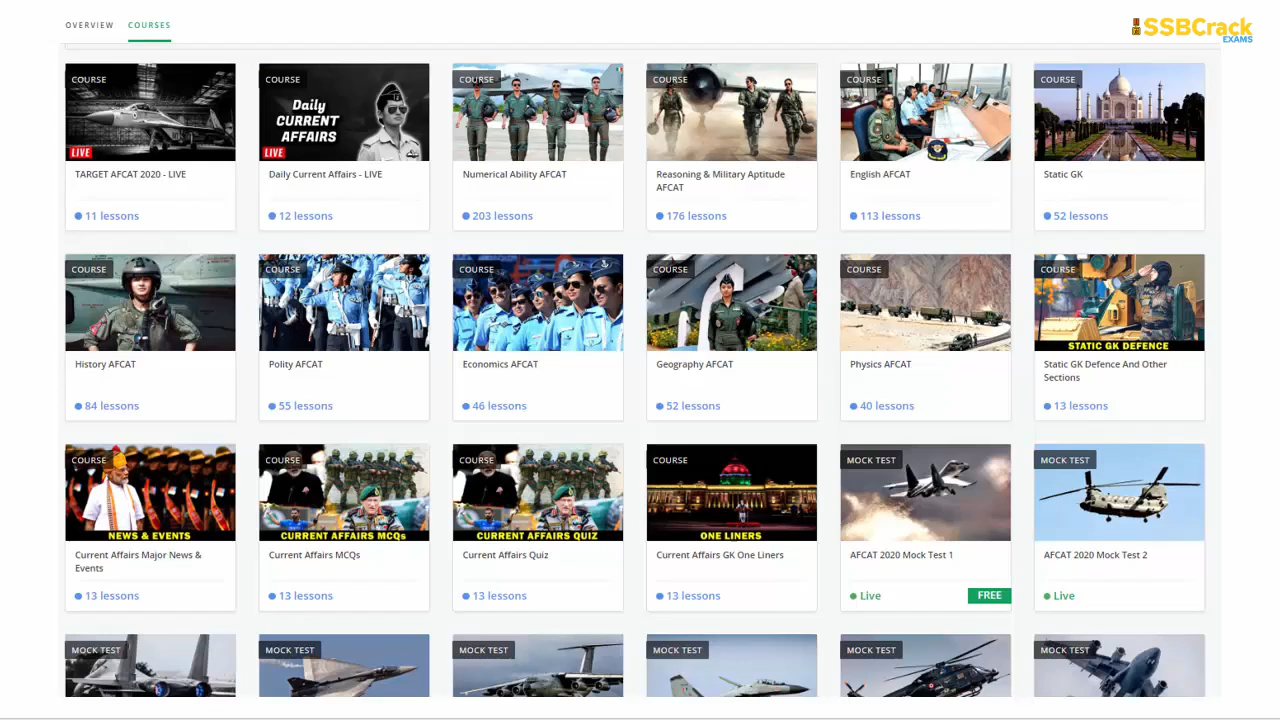 OVERVIEW COURSES
SSBCrack
EXAMS
COURSE COURSE COURSE COURSE COURSE COURSE
Daily
CURRENT
AFFAIRS
LIVE LIVE
TARGET AFCAT 2020 - LIVE Daily Current Affairs - LIVE Numerical Ability AFCAT Reasoning & Military Aptitude English AFCAT Static GK
AFCAT
11 lessons 12 lessons 203 lessons 176 lessons 113 lessons 52 lessons
COURSE COURSE COURSE COURSE COURSE COURSE
STATIC GK DEFENCE
History AFCAT Polity AFCAT Economics AFCAT Geography AFCAT Physics AFCAT Static GK Defence And Other
Sections
84 lessons 55 lessons 46 lessons 52 lessons 40 lessons 13 lessons
COURSE COURSE COURSE COURSE MOCK TEST MOCK TEST
NEWS & EVENTS CURRENT AFFAIRS MCQs CURRENT AFFAIRS QUIZ ONE LINERS
Current Affairs Major News & Current Affairs MCQs Current Affairs Quiz Current Affairs GK One Liners AFCAT 2020 Mock Test 1 AFCAT 2020 Mock Test 2
Events
13 lessons 13 lessons 13 lessons 13 lessons Live FREE Live
MOCK TEST MOCK TEST MOCK TEST MOCK TEST MOCK TEST MOCK TEST